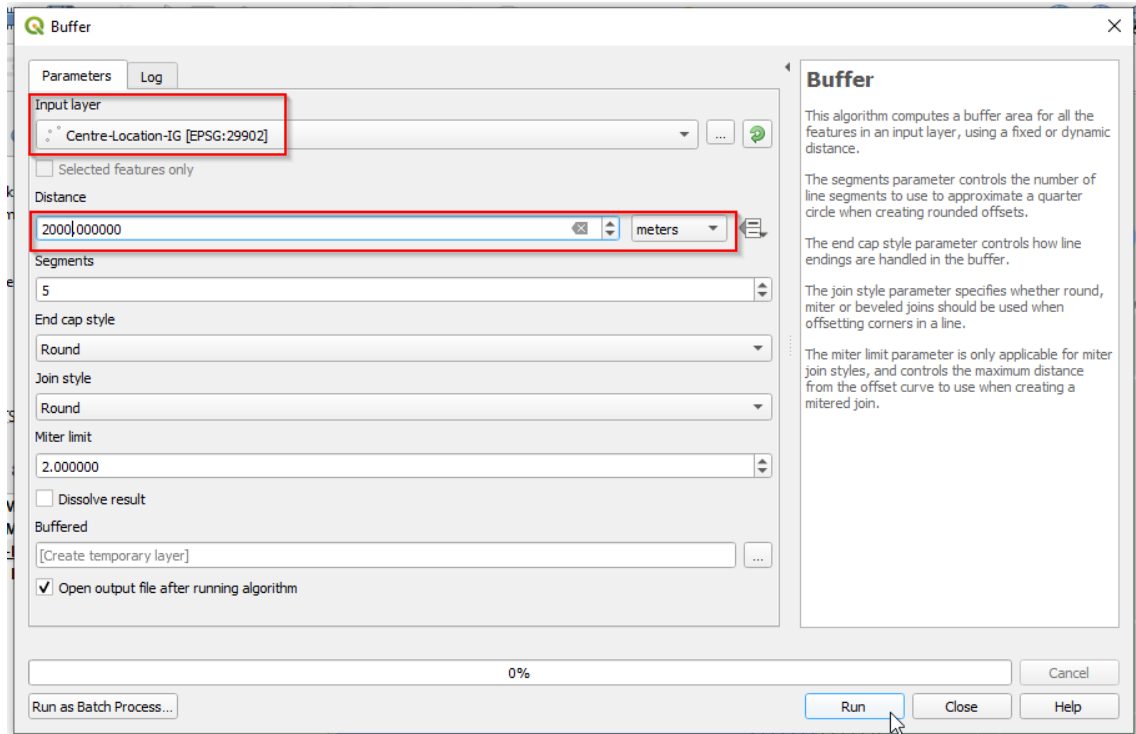 Buffer
Parameters
Log
Input layer
Centre-Location-IG [EPSG:29902]
...
Selected features only
Distance
2000.000000
meters
Segments
5
End cap style
Round
Join style
Round
Miter limit
2.000000
Dissolve result
Buffered
[Create temporary layer]
...
Open output file after running algorithm
Buffer
This algorithm computes a buffer area for all the
features in an input layer, using a fixed or dynamic
distance.
The segments parameter controls the number of
line segments to use to approximate a quarter
circle when creating rounded offsets.
The end cap style parameter controls how line
endings are handled in the buffer.
The join style parameter specifies whether round,
miter or beveled joins should be used when
offsetting corners in a line.
The miter limit parameter is only applicable for miter
join styles, and controls the maximum distance
from the offset curve to use when creating a
mitered join.
0%
Cancel
Run as Batch Process...
Run
Close
Help